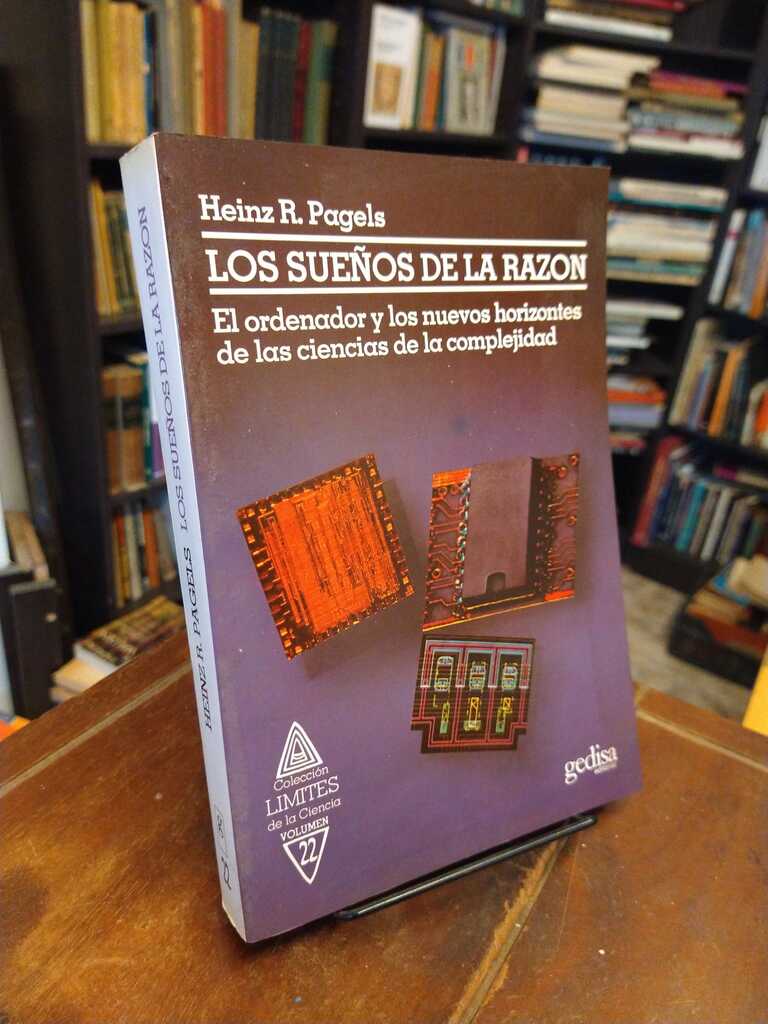 Heinz R. Pagels
LOS SUEÑOS DE LA RAZON
El ordenador y los nuevos horizontes
de las ciencias de la complejidad
Colección
LIMITES
de la Ciencia
VOLUMEN
22
gedisa
editorial
HEINZ R. PAGELS LOS SUEÑOS DE LA RAZON